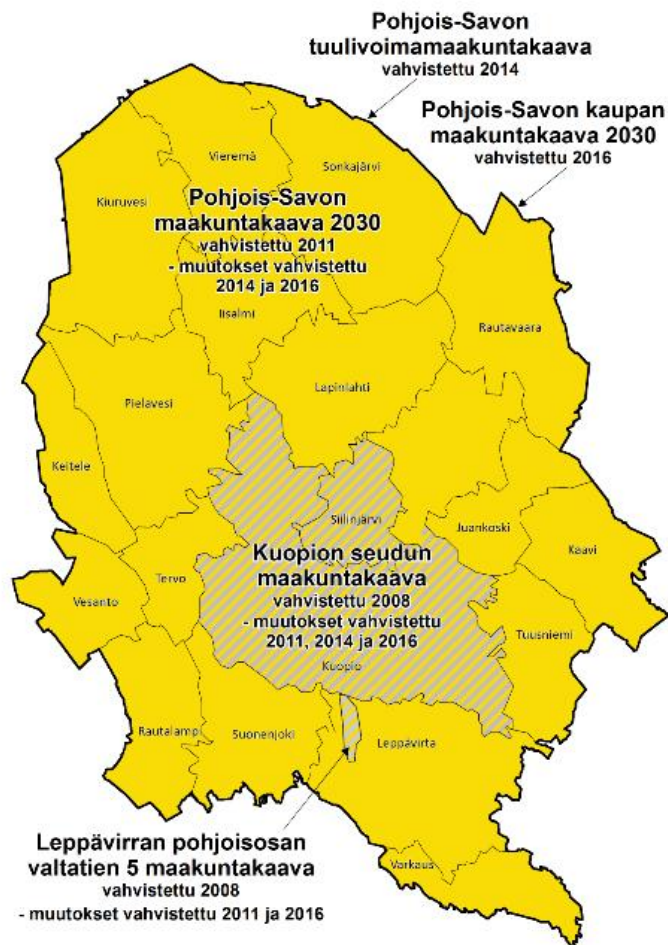 Pohjois-Savon
tuulivoimamaakuntakaava
vahvistettu 2014
Pohjois-Savon kaupan
maakuntakaava 2030
vahvistettu 2016
Vieremä
Sonkajärvi
Kiuruvesi
Pohjois-Savon
maakuntakaava 2030
vahvistettu 2011
- muutokset vahvistettu
2014 ja 2016
Iisalmi
Rautavaara
Lapinlahti
Pielavesi
Keitele
Siilinjärvi
Juankoski
Kaavi
Kuopion seudun
maakuntakaava
vahvistettu 2008
- muutokset vahvistettu
2011, 2014 ja 2016
Tervo
Vesanto
Tuusniemi
Kuopio
Rautalampi
Suonenjoki
Leppävirta
Leppävirran pohjoisosan
valtatien 5 maakuntakaava
vahvistettu 2008
- muutokset vahvistettu 2011 ja 2016
Varkaus